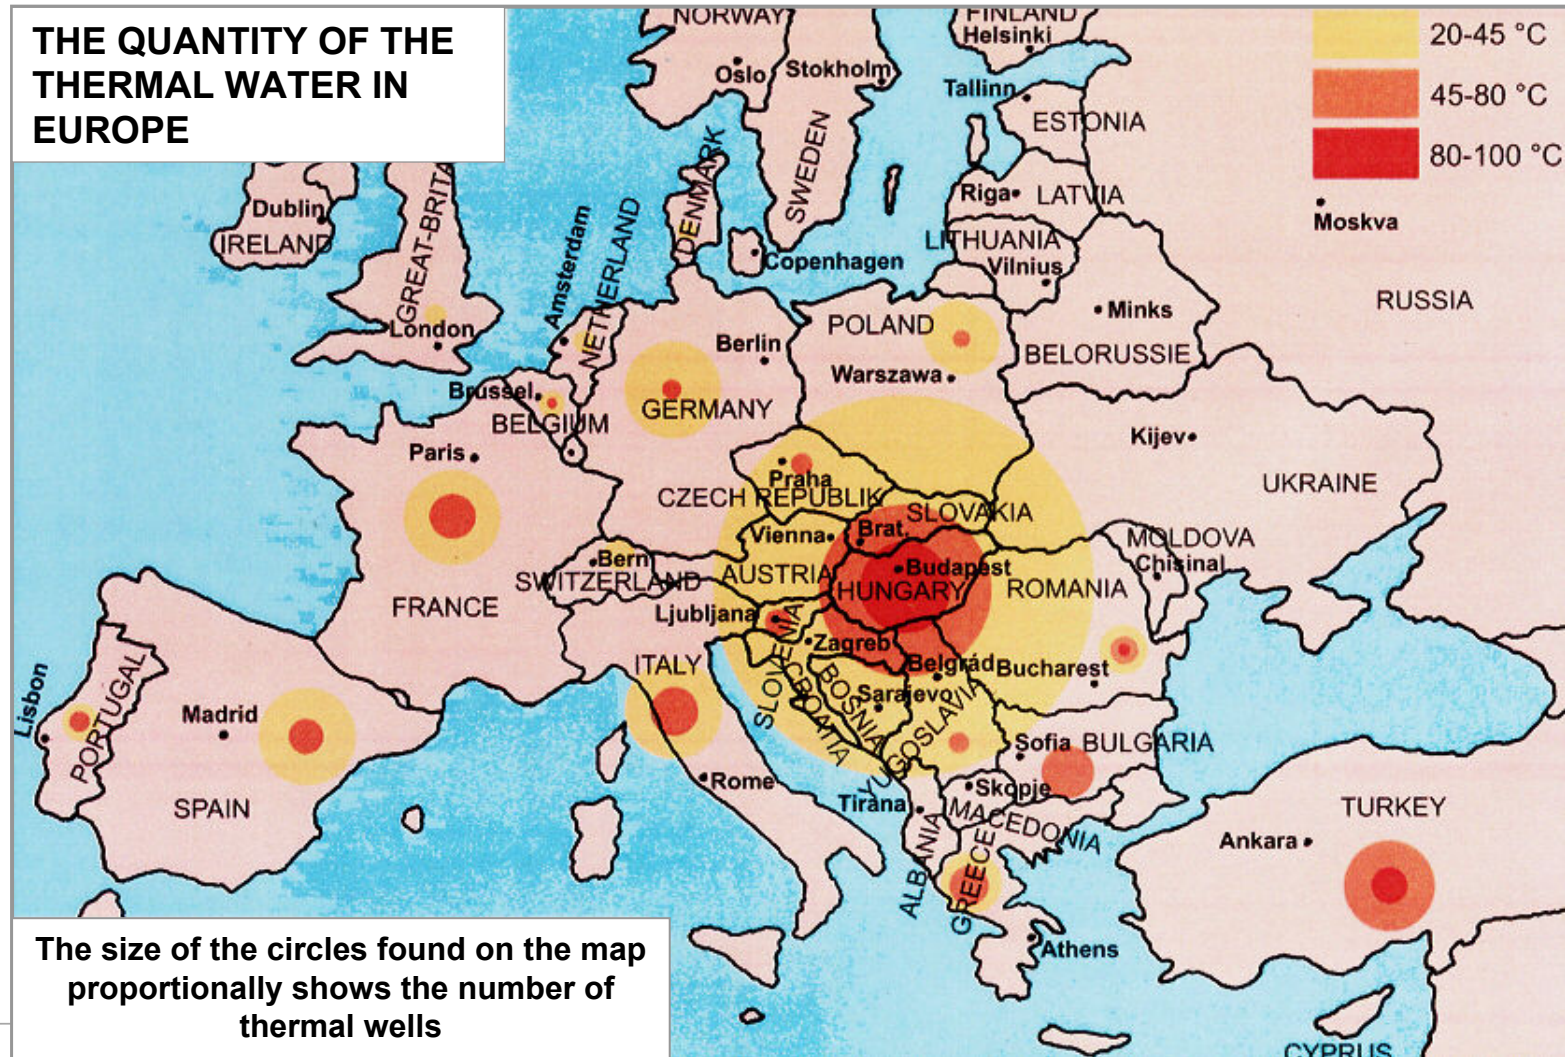 THE QUANTITY OF THE
THERMAL WATER IN
EUROPE
20-45 °C
45-80 °C
80-100 °C
NORWAY
FINLAND
Helsinki
Oslo
Stokholm
Tallinn
ESTONIA
SWEDEN
DENMARK
Riga
LATVIA
Moskva
Dublin
IRELAND
GREAT-BRITA
Amsterdam
NETHERLAND
Copenhagen
LITHUANIA
Vilnius
Minks
RUSSIA
London
Berlin
POLAND
BELORUSSIE
Warszawa
Brussel
BELGIUM
GERMANY
Paris
Kijev
Praha
CZECH REPUBLIK
UKRAINE
SLOVAKIA
Vienna
Brat.
MOLDOVA
Chisinal
Bern
SWITZERLAND
AUSTRIA
Budapest
HUNGARY
ROMANIA
FRANCE
Ljubljana
Zagreb
ITALY
Belgrád
Bucharest
SLOVENIA
CROATIA
BOSNIA
Sarajevo
YUGOSLAVIA
Lisbon
PORTUGAL
Madrid
SPAIN
Sofia
BULGARIA
Rome
Skopje
Tirana
MACEDONIA
ALBANIA
GREECE
TURKEY
Ankara
Athens
CYPRUS
The size of the circles found on the map
proportionally shows the number of
thermal wells